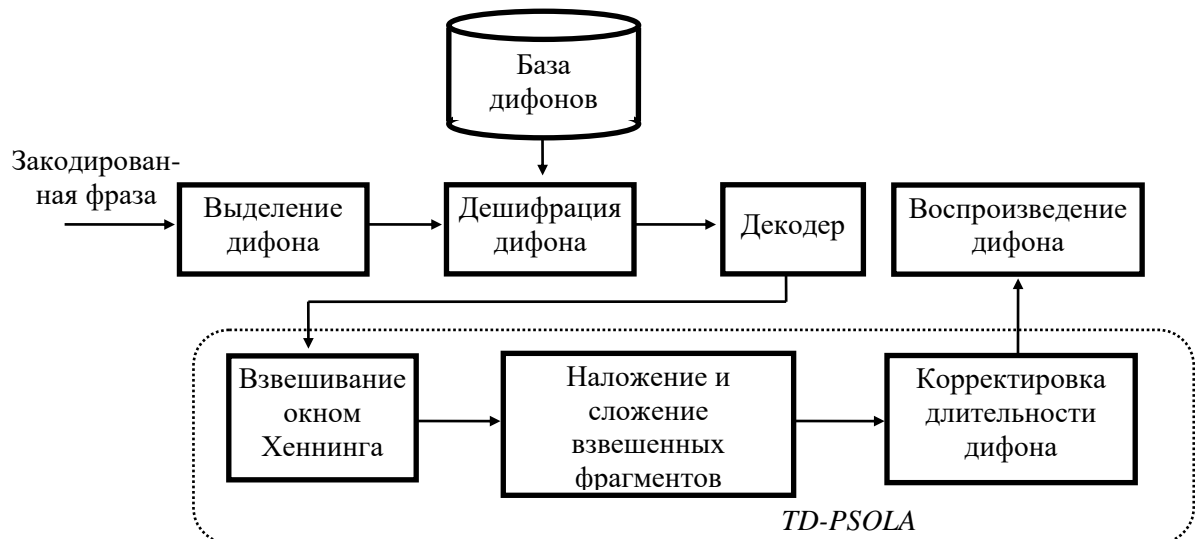 База
дифонов
Закодирован-
ная фраза
Выделение
дифона
Дешифрация
дифона
Декодер
Воспроизведение
дифона
Взвешивание
окном
Хеннинга
Наложение и
сложение
взвешенных
фрагментов
Корректировка
длительности
дифона
TD-PSOLA